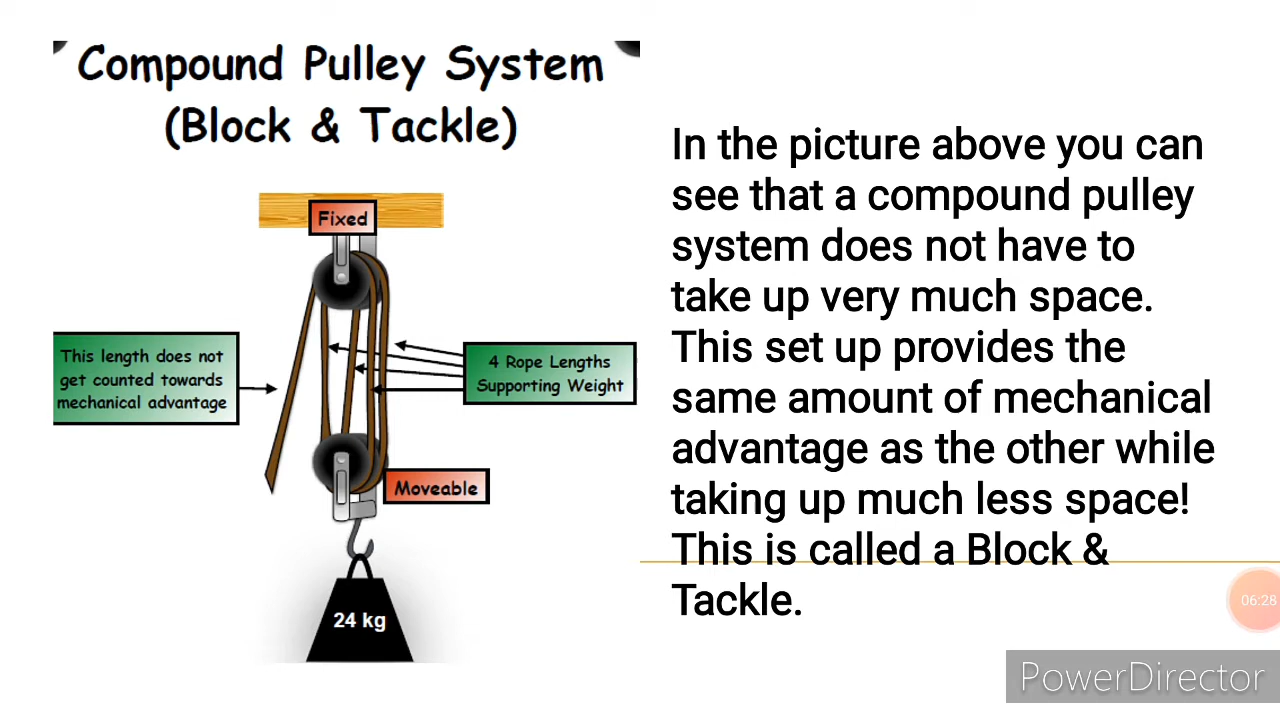 Compound Pulley System
(Block & Tackle)
Fixed
This length does not
get counted towards
mechanical advantage
4 Rope Lengths
Supporting Weight
Moveable
24 kg
In the picture above you can
see that a compound pulley
system does not have to
take up very much space.
This set up provides the
same amount of mechanical
advantage as the other while
taking up much less space!
This is called a Block &
Tackle.
06:28
PowerDirector